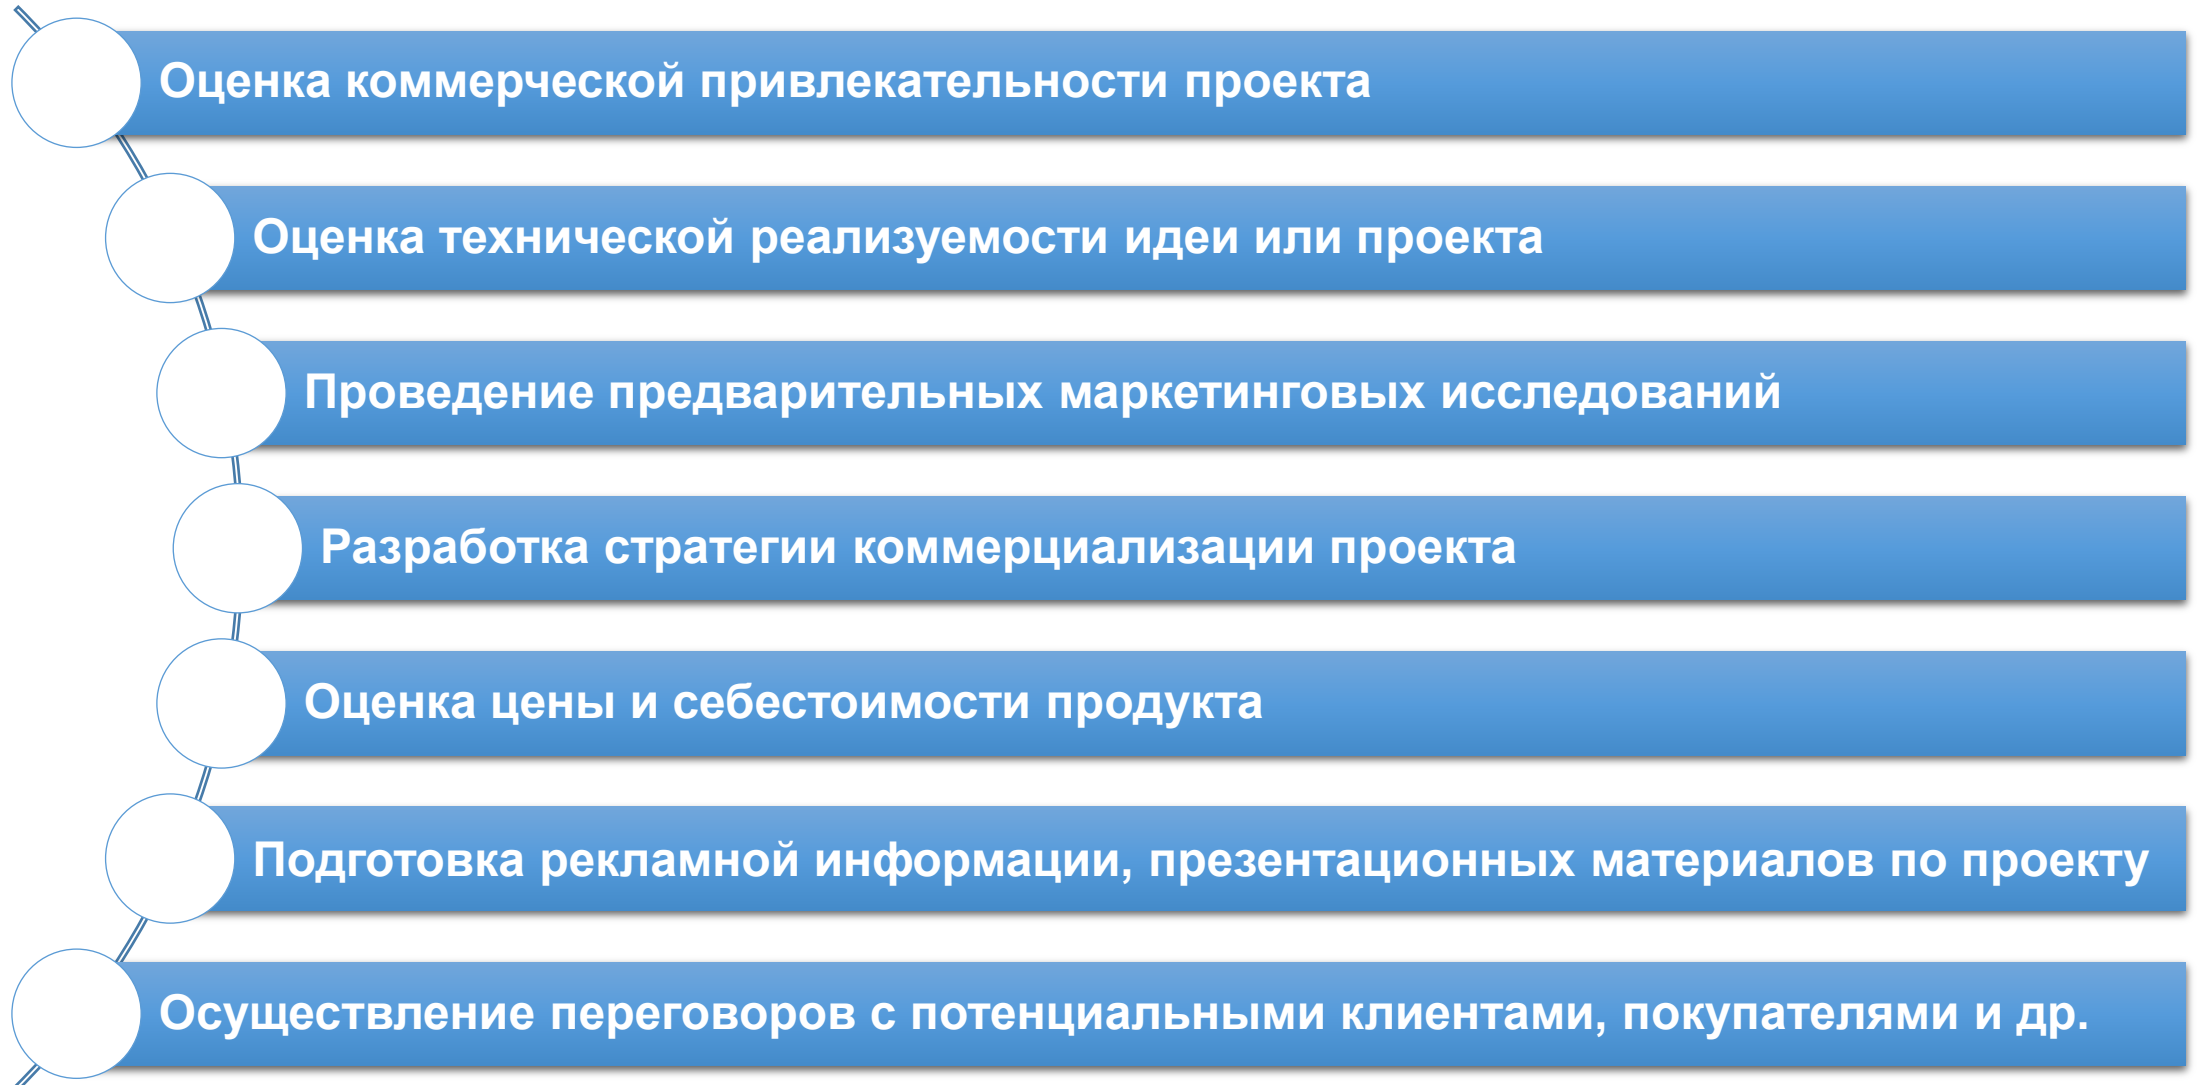 Оценка коммерческой привлекательности проекта
Оценка технической реализуемости идеи или проекта
Проведение предварительных маркетинговых исследований
Разработка стратегии коммерциализации проекта
Оценка цены и себестоимости продукта
Подготовка рекламной информации, презентационных материалов по проекту
Осуществление переговоров с потенциальными клиентами, покупателями и др.